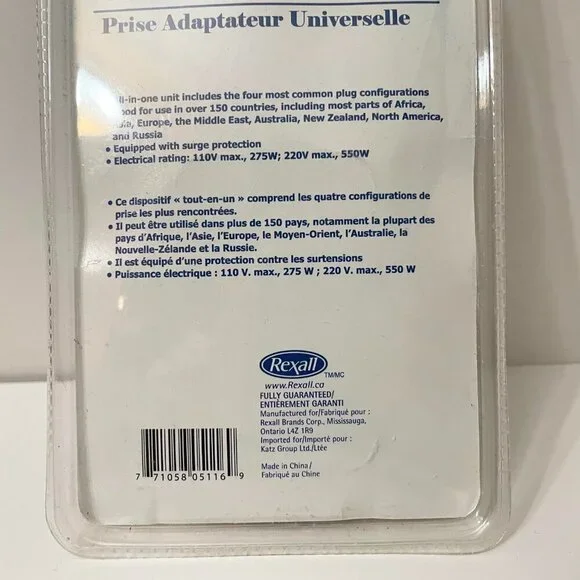 Prise Adaptateur Universelle
ll-in-one unit includes the four most common plug configurations
ood for use in over 150 countries, including most parts of Africa,
Asia, Europe, the Middle East, Australia, New Zealand, North America,
and Russia
• Equipped with surge protection
• Electrical rating: 110V max., 275W; 220V max., 550W
• Ce dispositif « tout-en-un » comprend les quatre configurations de
prise les plus rencontrées.
• Il peut être utilisé dans plus de 150 pays, notamment la plupart des
pays d'Afrique, l'Asie, l'Europe, le Moyen-Orient, l'Australie, la
Nouvelle-Zélande et la Russie.
• Il est équipé d'une protection contre les surtensions
• Puissance électrique : 110 V. max., 275 W ; 220 V. max., 550 W
Rexall
TM/MC
www.Rexall.ca
FULLY GUARANTEED/
ENTIÈREMENT GARANTI
Manufactured for/Fabriqué pour :
Rexall Brands Corp., Mississauga,
Ontario L4Z 1R9
Imported for/Importé pour :
Katz Group Ltd./Ltée
Made in China/
Fabriqué au Chine
7 71058 05116 9